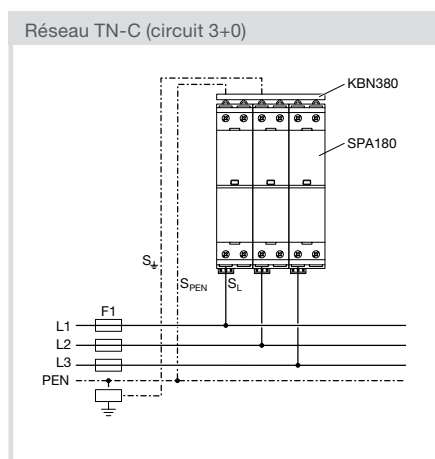 Réseau TN-C (circuit 3+0)
KBN380
SPA180
S⏚
SPEN
SL
F1
L1
L2
L3
PEN